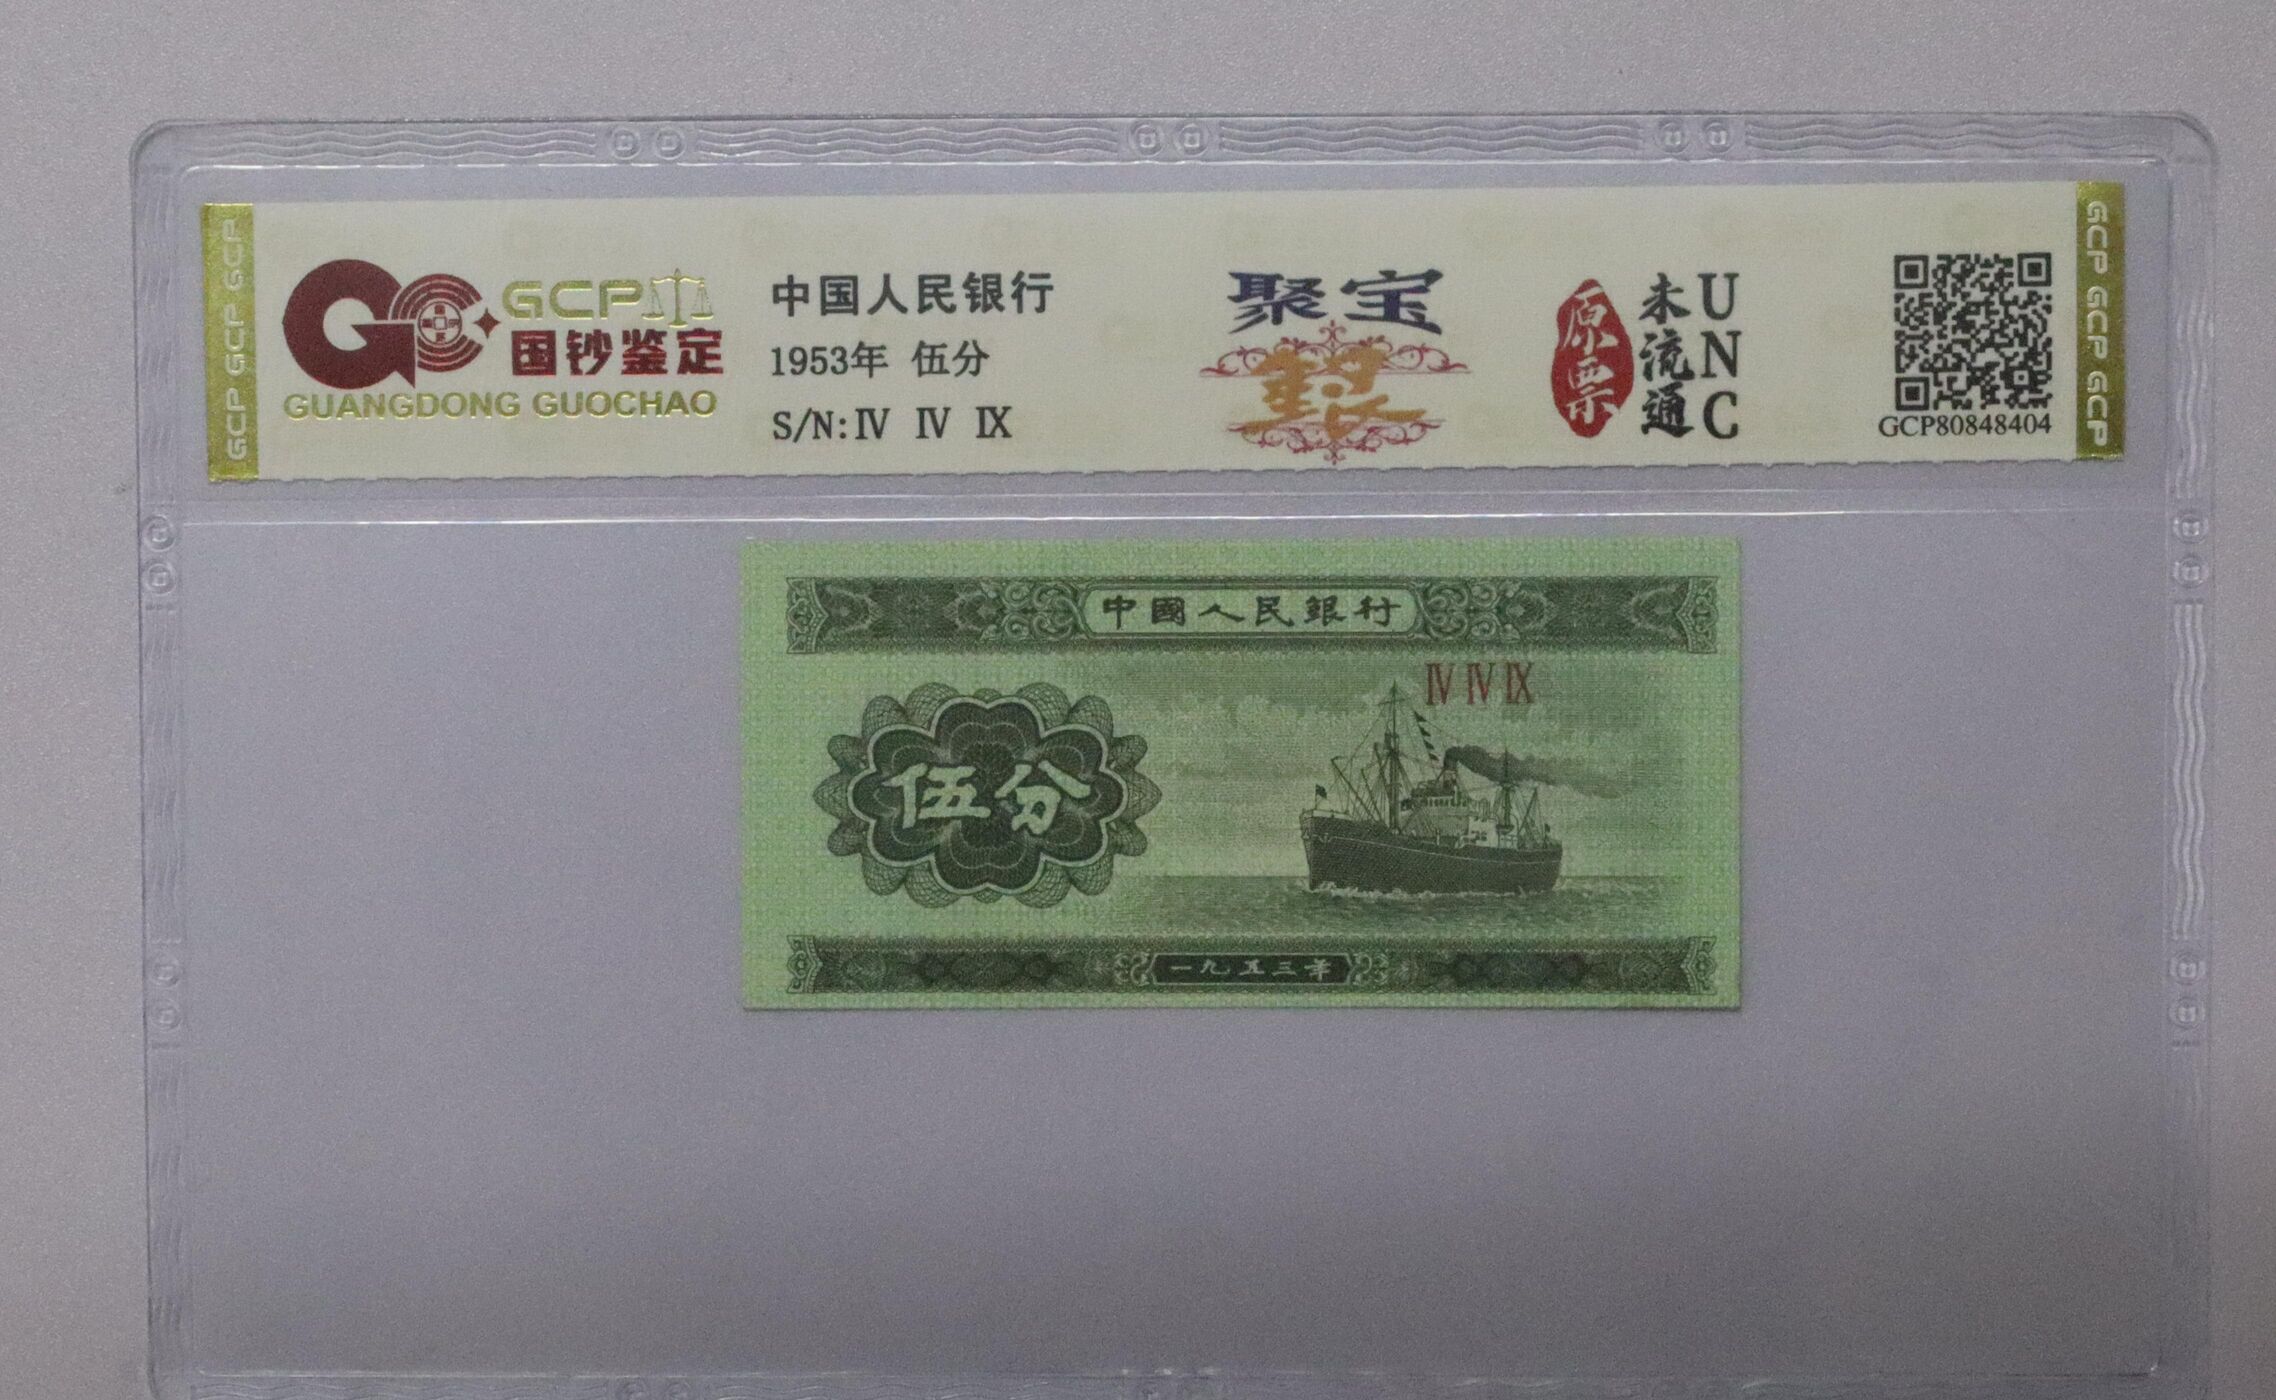 GCP GCP GCP
GCP
国钞鉴定
GUANGDONG GUOCHAO
中国人民银行
1953年 伍分
S/N:Ⅳ Ⅳ Ⅸ
聚宝
原票
未流通
UNC
GCP80848404
GCP GCP GCP
中國人民銀行
Ⅳ Ⅳ Ⅸ
伍分
一九五三年